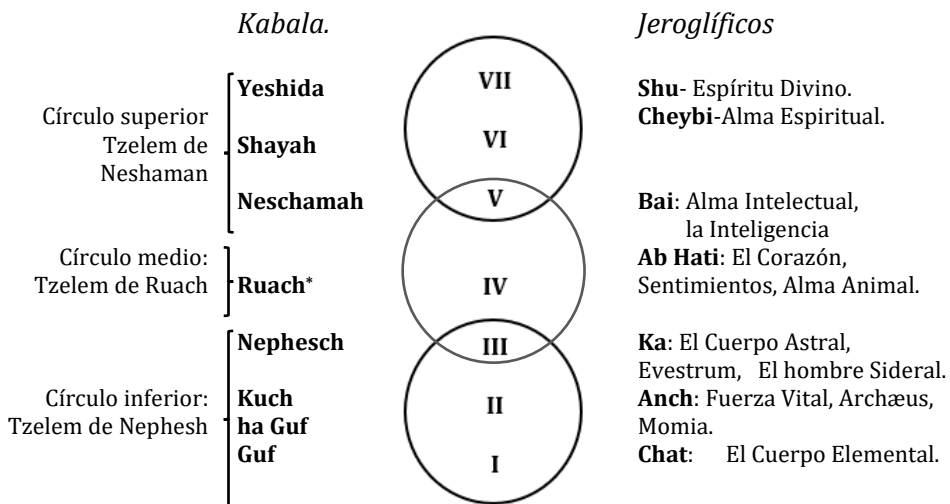 Kabala.
Jeroglíficos
Círculo superior
Tzelem de
Neshaman
Yeshida
Shayah
Neschamah
VII
VI
V
Shu- Espíritu Divino.
Cheybi-Alma Espiritual.
Bai: Alma Intelectual,
la Inteligencia
Círculo medio:
Tzelem de Ruach
Ruach*
IV
Ab Hati: El Corazón,
Sentimientos, Alma Animal.
Círculo inferior:
Tzelem de Nephesh
Nephesch
Kuch
ha Guf
Guf
III
II
I
Ka: El Cuerpo Astral,
Evestrum, El hombre Sideral.
Anch: Fuerza Vital, Archæus,
Momia.
Chat: El Cuerpo Elemental.